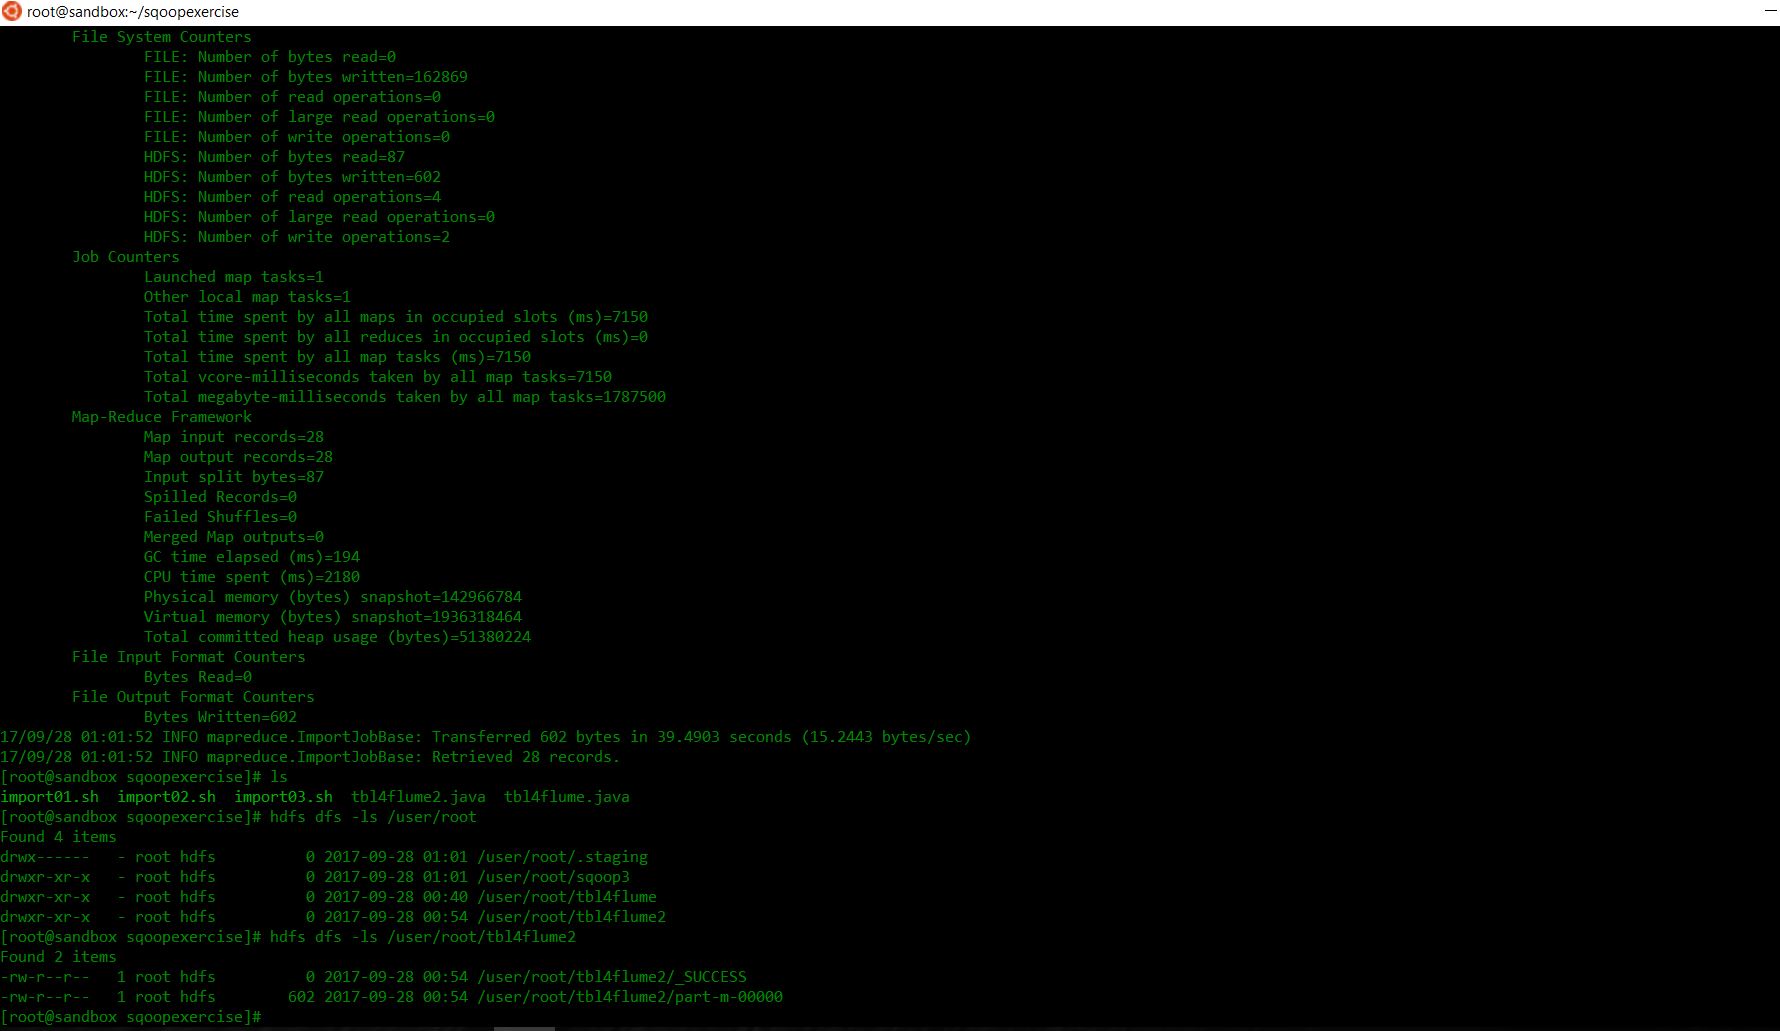 root@sandbox:~/sqoopexercise
File System Counters
FILE: Number of bytes read=0
FILE: Number of bytes written=162869
FILE: Number of read operations=0
FILE: Number of large read operations=0
FILE: Number of write operations=0
HDFS: Number of bytes read=87
HDFS: Number of bytes written=602
HDFS: Number of read operations=4
HDFS: Number of large read operations=0
HDFS: Number of write operations=2
Job Counters
Launched map tasks=1
Other local map tasks=1
Total time spent by all maps in occupied slots (ms)=7150
Total time spent by all reduces in occupied slots (ms)=0
Total time spent by all map tasks (ms)=7150
Total vcore-milliseconds taken by all map tasks=7150
Total megabyte-milliseconds taken by all map tasks=1787500
Map-Reduce Framework
Map input records=28
Map output records=28
Input split bytes=87
Spilled Records=0
Failed Shuffles=0
Merged Map outputs=0
GC time elapsed (ms)=194
CPU time spent (ms)=2180
Physical memory (bytes) snapshot=142966784
Virtual memory (bytes) snapshot=1936318464
Total committed heap usage (bytes)=51380224
File Input Format Counters
Bytes Read=0
File Output Format Counters
Bytes Written=602
17/09/28 01:01:52 INFO mapreduce.ImportJobBase: Transferred 602 bytes in 39.4903 seconds (15.2443 bytes/sec)
17/09/28 01:01:52 INFO mapreduce.ImportJobBase: Retrieved 28 records.
[root@sandbox sqoopexercise]# ls
import01.sh  import02.sh  import03.sh  tbl4flume2.java  tbl4flume.java
[root@sandbox sqoopexercise]# hdfs dfs -ls /user/root
Found 4 items
drwx------   - root hdfs          0 2017-09-28 01:01 /user/root/.staging
drwxr-xr-x   - root hdfs          0 2017-09-28 01:01 /user/root/sqoop3
drwxr-xr-x   - root hdfs          0 2017-09-28 00:40 /user/root/tbl4flume
drwxr-xr-x   - root hdfs          0 2017-09-28 00:54 /user/root/tbl4flume2
[root@sandbox sqoopexercise]# hdfs dfs -ls /user/root/tbl4flume2
Found 2 items
-rw-r--r--   1 root hdfs          0 2017-09-28 00:54 /user/root/tbl4flume2/_SUCCESS
-rw-r--r--   1 root hdfs        602 2017-09-28 00:54 /user/root/tbl4flume2/part-m-00000
[root@sandbox sqoopexercise]#